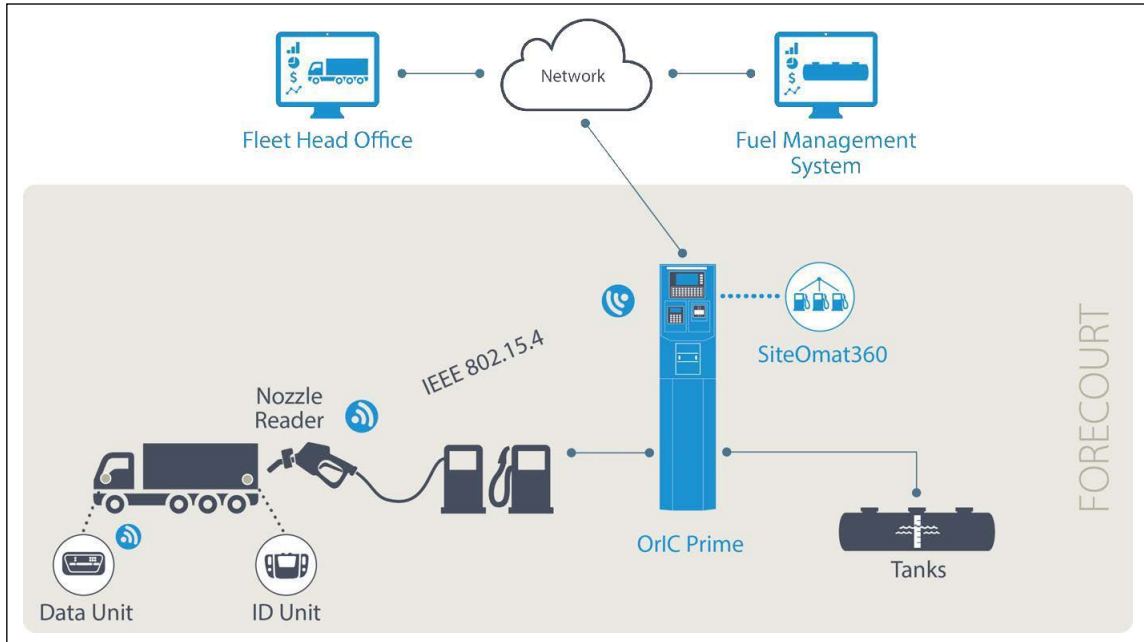 Network
Fleet Head Office
Fuel Management
System
$
$
SiteOmat360
IEEE 802.15.4
Nozzle
Reader
FORECOURT
OrIC Prime
Tanks
Data Unit
ID Unit